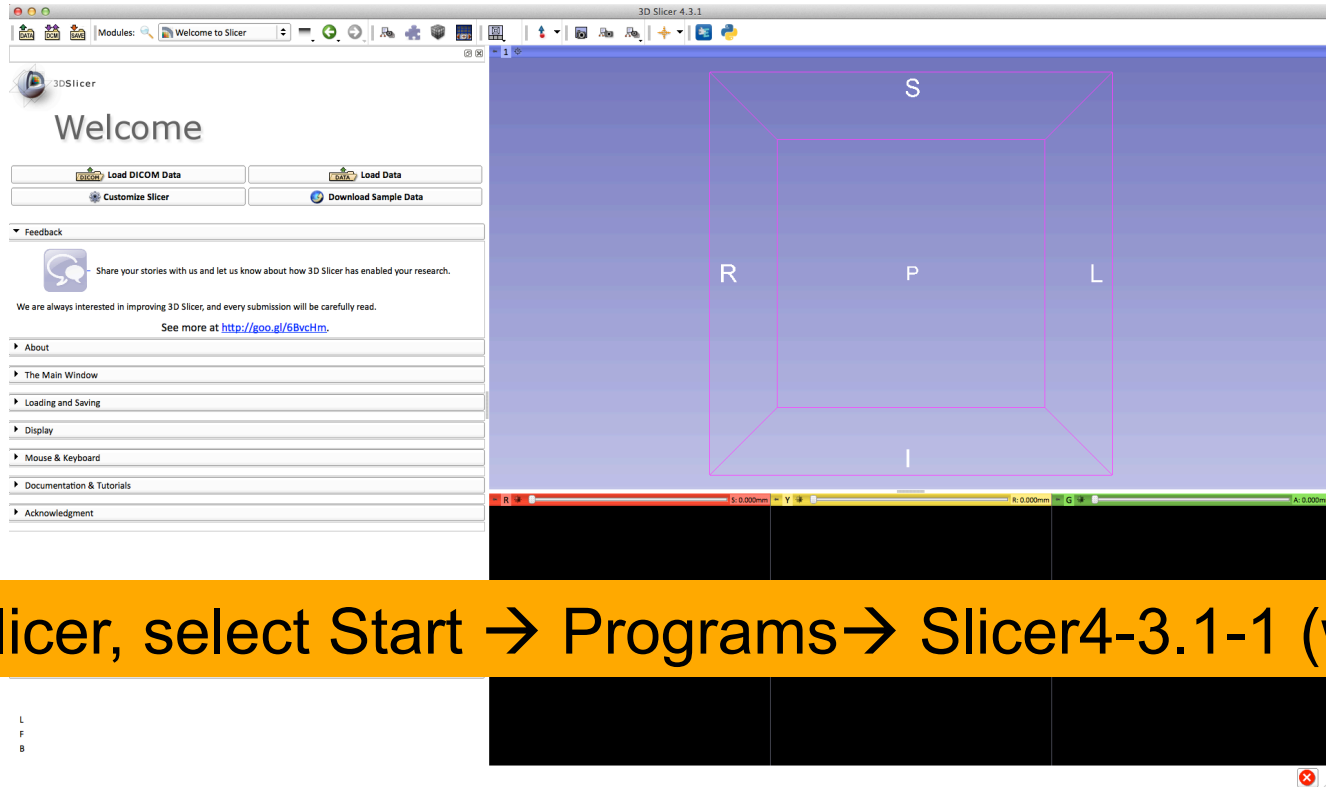 3D Slicer 4.3.1
DATA DCM SAVE Modules: Welcome to Slicer
1
3DSlicer
Welcome
DICOM Load DICOM Data DATA Load Data
Customize Slicer Download Sample Data
Feedback
Share your stories with us and let us know about how 3D Slicer has enabled your research.
We are always interested in improving 3D Slicer, and every submission will be carefully read.
See more at http://goo.gl/6BvcHm.
About
The Main Window
Loading and Saving
Display
Mouse & Keyboard
Documentation & Tutorials
Acknowledgment
S
R P L
I
R S: 0.000mm Y R: 0.000mm G A: 0.000m
licer, select Start → Programs→ Slicer4-3.1-1 (
L
F
B